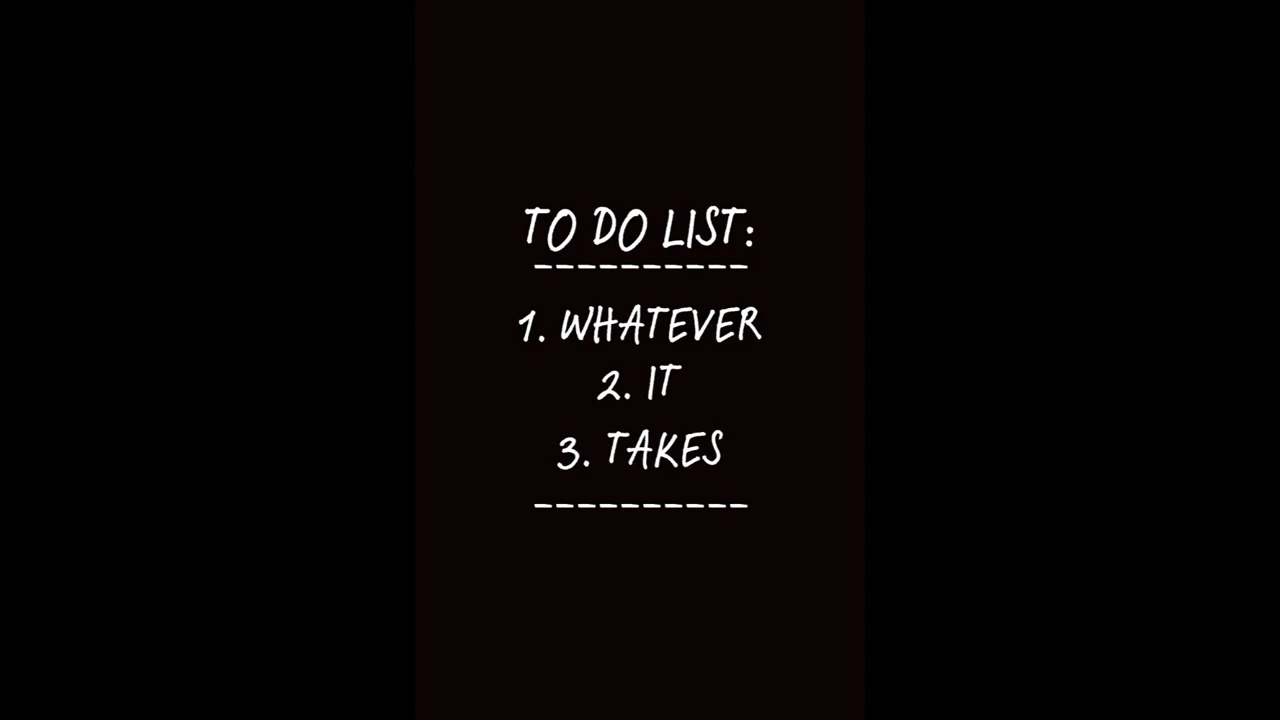 TO DO LIST:
----------
1. WHATEVER
2. IT
3. TAKES
----------